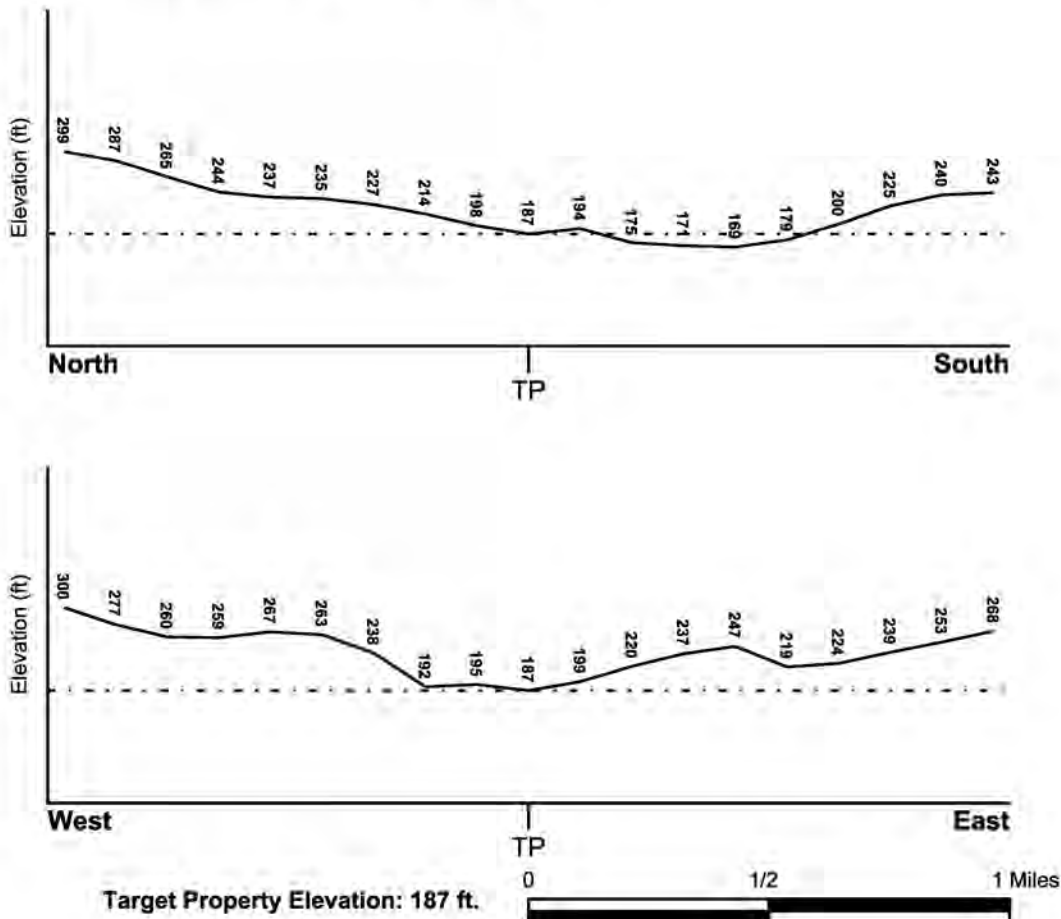 Elevation (ft)
299 287 265 244 237 235 227 214 198 187 194 175 171 169 179 200 225 240 243
North South
TP
Elevation (ft)
300 277 260 259 267 263 238 192 195 187 199 220 237 247 219 224 239 253 268
West East
TP
Target Property Elevation: 187 ft.
0 1/2 1 Miles